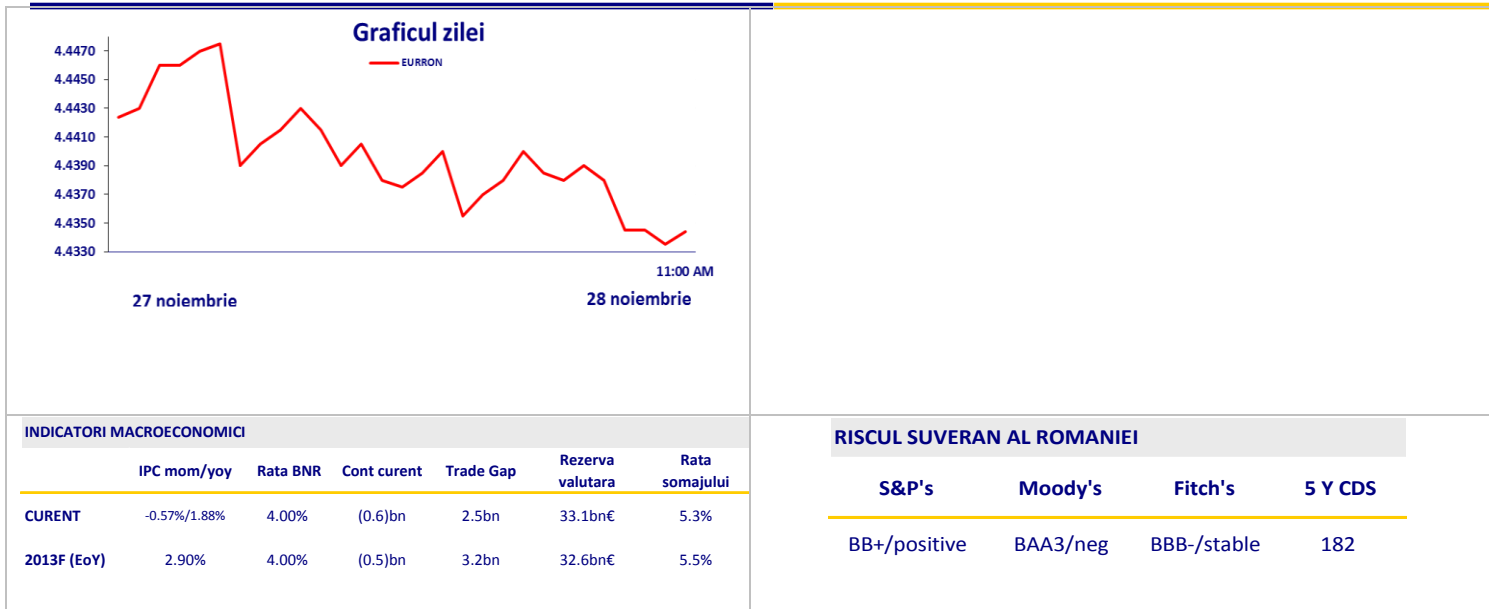 Graficul zilei
EURRON
4.4470
4.4450
4.4430
4.4410
4.4390
4.4370
4.4350
4.4330
11:00 AM
27 noiembrie
28 noiembrie
INDICATORI MACROECONOMICI
IPC mom/yoy Rata BNR Cont curent Trade Gap Rezerva valutara Rata somajului
CURENT -0.57%/1.88% 4.00% (0.6)bn 2.5bn 33.1bn€ 5.3%
2013F (EoY) 2.90% 4.00% (0.5)bn 3.2bn 32.6bn€ 5.5%
RISCUL SUVERAN AL ROMANIEI
S&P's Moody's Fitch's 5 Y CDS
BB+/positive BAA3/neg BBB-/stable 182